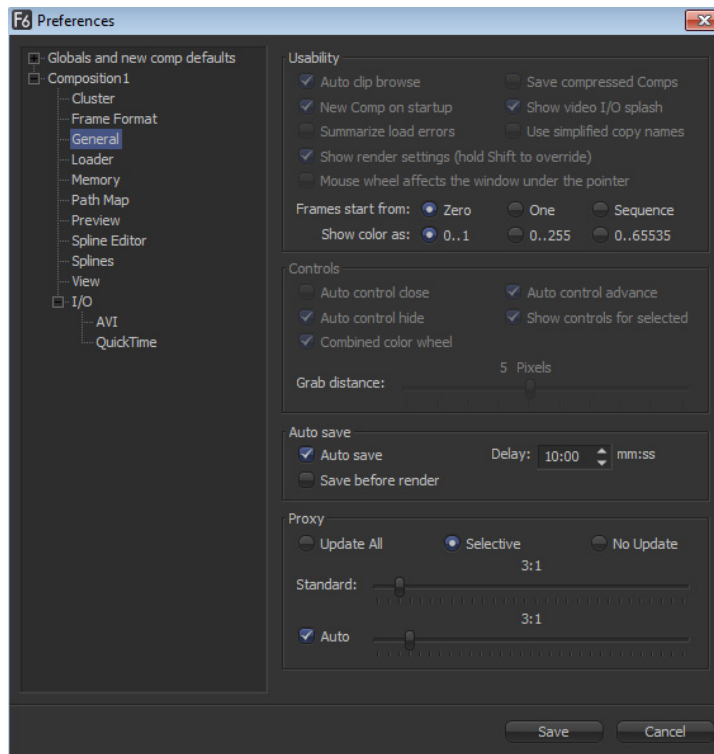 F6 Preferences
Globals and new comp defaults
Composition1
Cluster
Frame Format
General
Loader
Memory
Path Map
Preview
Spline Editor
Splines
View
I/O
AVI
QuickTime
Usability
Auto clip browse Save compressed Comps
New Comp on startup Show video I/O splash
Summarize load errors Use simplified copy names
Show render settings (hold Shift to override)
Mouse wheel affects the window under the pointer
Frames start from: Zero One Sequence
Show color as: 0..1 0..255 0..65535
Controls
Auto control close Auto control advance
Auto control hide Show controls for selected
Combined color wheel
5 Pixels
Grab distance:
Auto save
Auto save Delay: 10:00 mm:ss
Save before render
Proxy
Update All Selective No Update
3:1
Standard:
3:1
Auto
Save Cancel